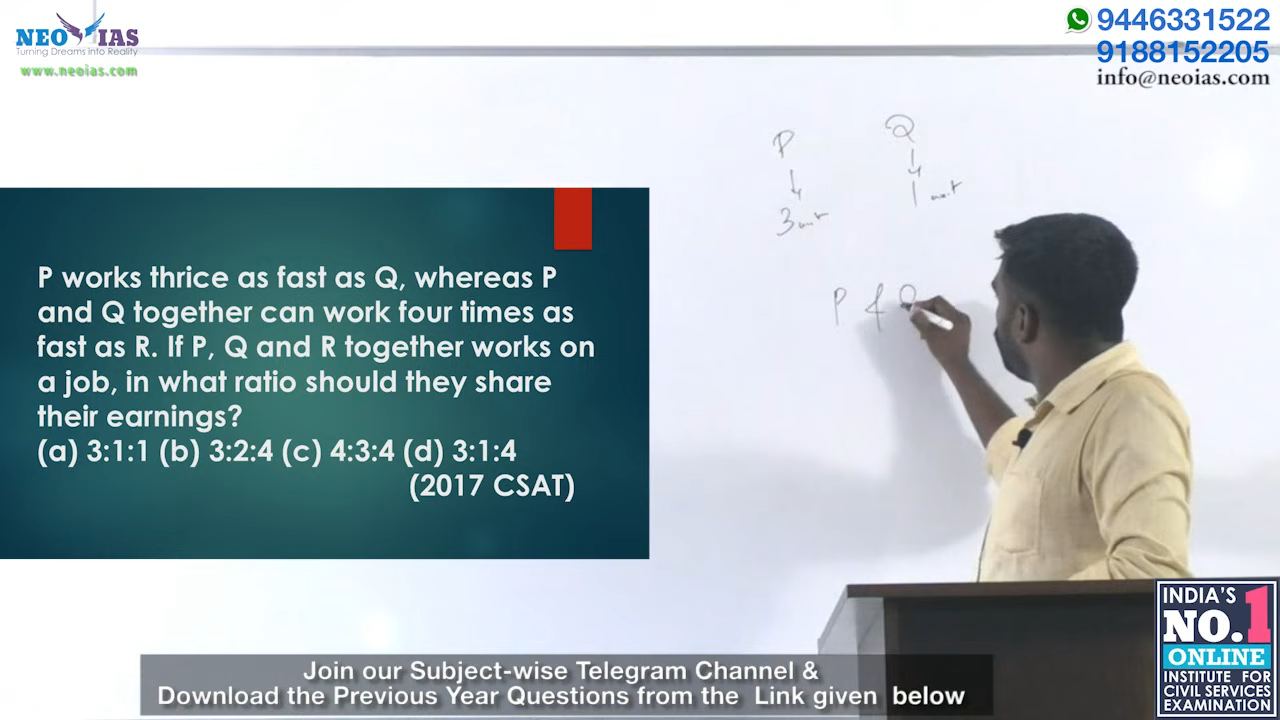 NEO IAS
Turning Dreams into Reality
www.neoias.com
9446331522
9188152205
info@neoias.com
P Q
3 unit 1 unit
P & Q
P works thrice as fast as Q, whereas P
and Q together can work four times as
fast as R. If P, Q and R together works on
a job, in what ratio should they share
their earnings?
(a) 3:1:1 (b) 3:2:4 (c) 4:3:4 (d) 3:1:4
(2017 CSAT)
INDIA'S
NO.1
ONLINE
INSTITUTE FOR
CIVIL SERVICES
EXAMINATION
Join our Subject-wise Telegram Channel &
Download the Previous Year Questions from the Link given below